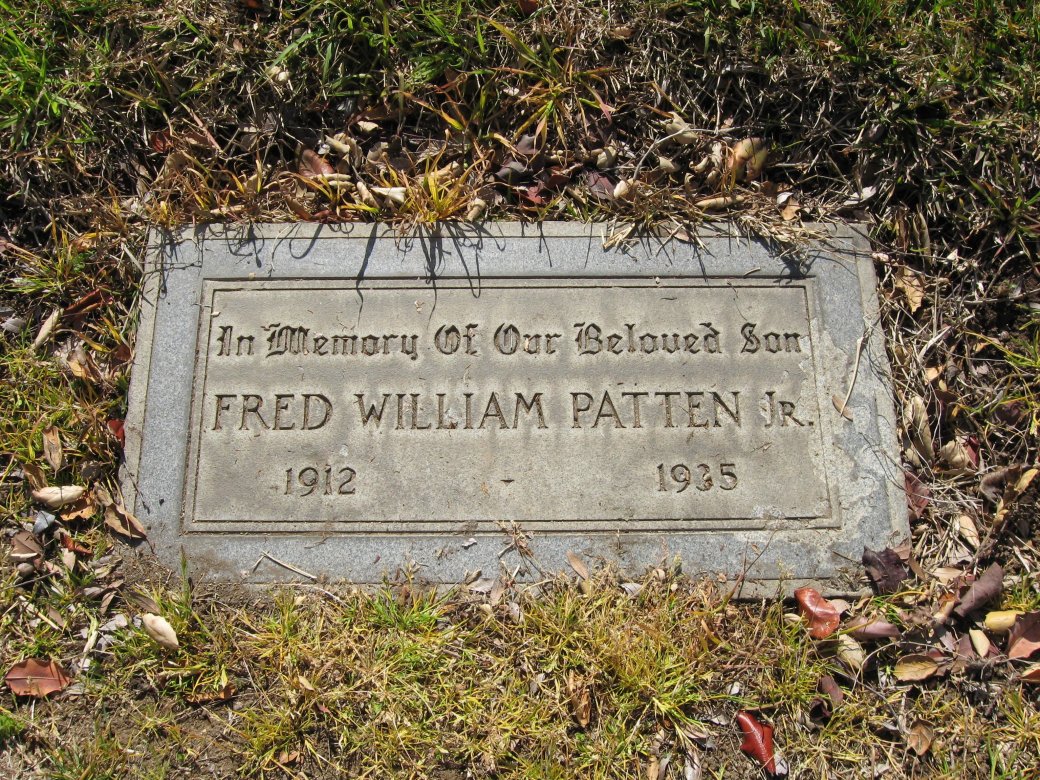 In Memory Of Our Beloved Son
FRED WILLIAM PATTEN JR.
1912 - 1935